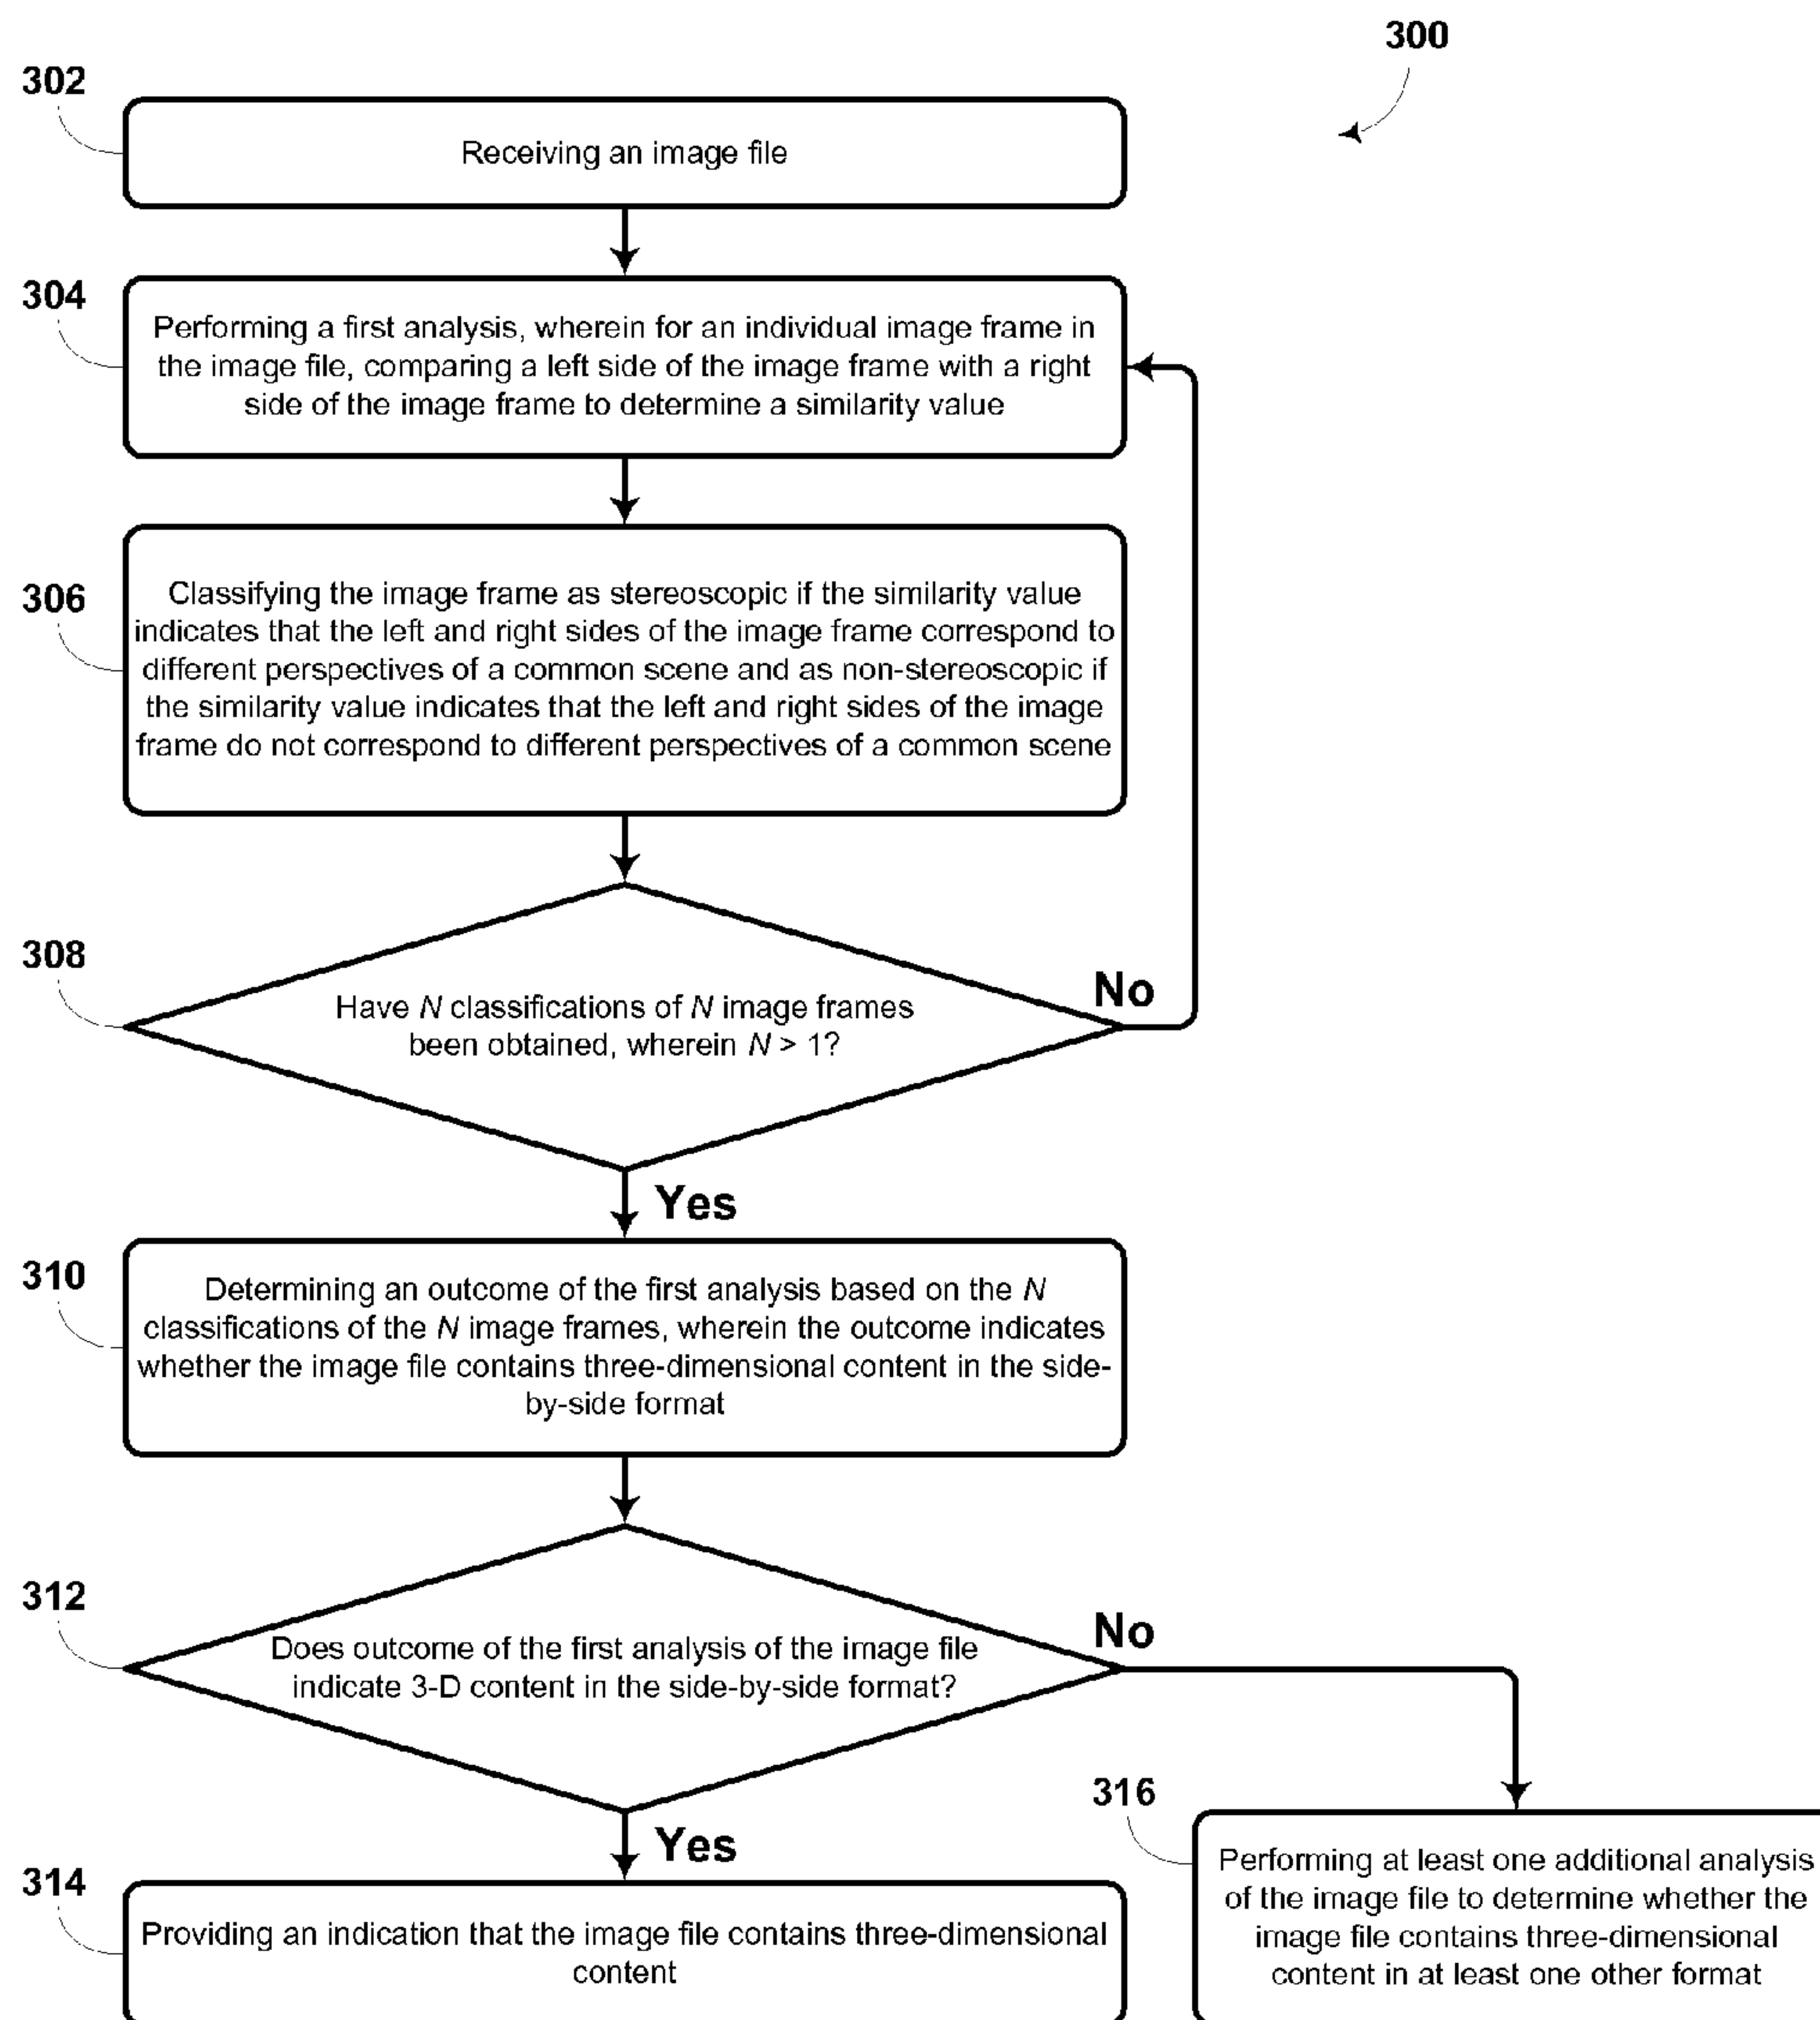 300
302
Receiving an image file
304
Performing a first analysis, wherein for an individual image frame in
the image file, comparing a left side of the image frame with a right
side of the image frame to determine a similarity value
306
Classifying the image frame as stereoscopic if the similarity value
indicates that the left and right sides of the image frame correspond to
different perspectives of a common scene and as non-stereoscopic if
the similarity value indicates that the left and right sides of the image
frame do not correspond to different perspectives of a common scene
308
Have N classifications of N image frames
been obtained, wherein N > 1?
No
Yes
310
Determining an outcome of the first analysis based on the N
classifications of the N image frames, wherein the outcome indicates
whether the image file contains three-dimensional content in the side-
by-side format
312
Does outcome of the first analysis of the image file
indicate 3-D content in the side-by-side format?
No
Yes
314
Providing an indication that the image file contains three-dimensional
content
316
Performing at least one additional analysis
of the image file to determine whether the
image file contains three-dimensional
content in at least one other format